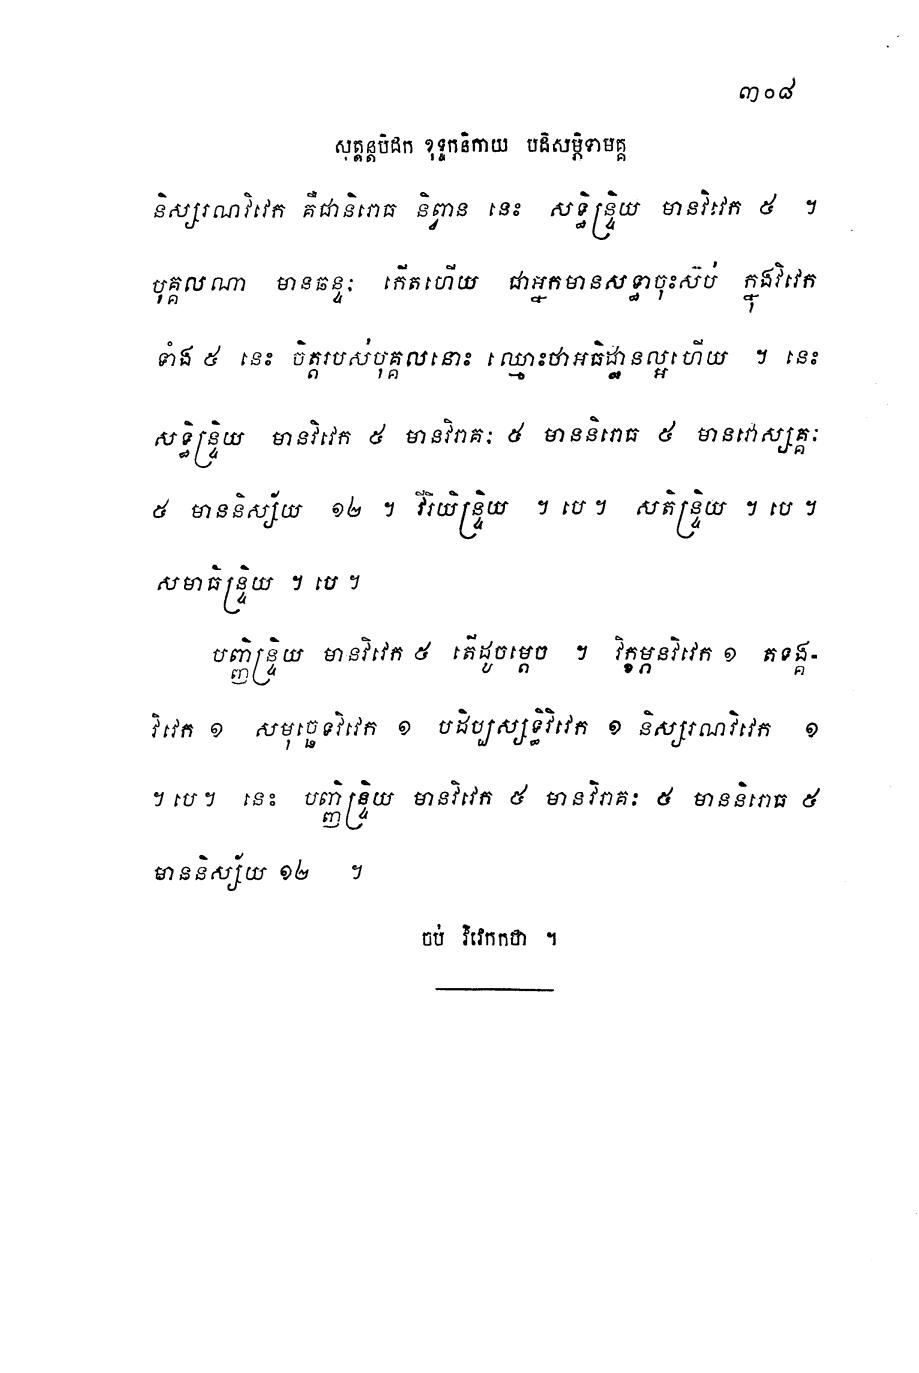 ៣០៨
សុត្តន្តបិដក ខុទ្ទកនិកាយ បដិសម្ភិទាមគ្គ
និស្សរណវិវេក គឺជានិរោធ និព្វាន នេះ សទ្ធិន្ទ្រិយ មានវិវេក ៥ ។
បុគ្គលណា មានឆន្ទៈ កើតហើយ ជាអ្នកមានសទ្ធាចុះស៊ប់ ក្នុងវិវេក
ទាំង ៥ នេះ ចិត្តរបស់បុគ្គលនោះ ឈ្មោះថាអធិដ្ឋានល្អហើយ ។ នេះ
សទ្ធិន្ទ្រិយ មានវិវេក ៥ មានវិរាគៈ ៥ មាននិរោធ ៥ មានវោស្សគ្គៈ
៥ មាននិស្ស័យ ១២ ។ វីរិយិន្ទ្រិយ ។ បេ ។ សតិន្ទ្រិយ ។ បេ ។
សមាធិន្ទ្រិយ ។ បេ ។
បញ្ញិន្ទ្រិយ មានវិវេក ៥ តើដូចម្តេច ។ វិក្ខម្ភនវិវេក ១ តទង្គ-
វិវេក ១ សមុច្ឆេទវិវេក ១ បដិប្បស្សទ្ធិវិវេក ១ និស្សរណវិវេក ១
។ បេ ។ នេះ បញ្ញិន្ទ្រិយ មានវិវេក ៥ មានវិរាគៈ ៥ មាននិរោធ ៥
មាននិស្ស័យ ១២ ។
ចប់ វិវេកកថា ។